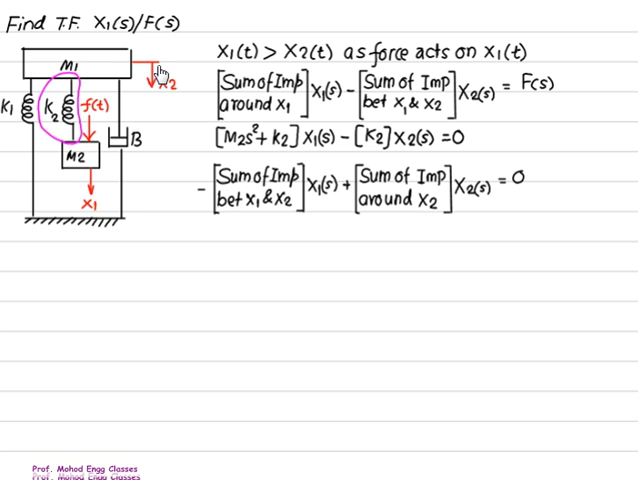 Find TF. X1(s)/F(s)
M1
X2
K1
K2
f(t)
B
M2
X1
X1(t) > X2(t) as force acts on X1(t)
[Sum of Imp around X1] X1(s) - [Sum of Imp bet X1 & X2] X2(s) = F(s)
[M2s²+K2] X1(s) - [K2] X2(s) = 0
- [Sum of Imp bet X1 & X2] X1(s) + [Sum of Imp around X2] X2(s) = 0
Prof. Mohod Engg Classes
Prof. Mohod Engg Classes